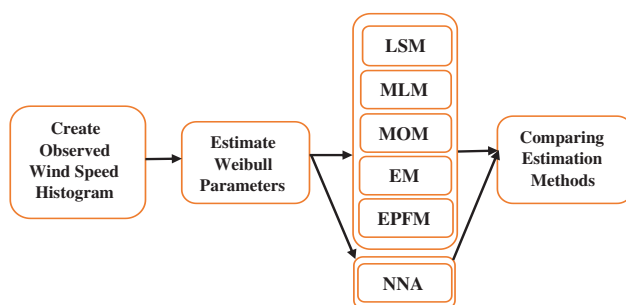 Create
Observed
Wind Speed
Histogram
Estimate
Weibull
Parameters
LSM
MLM
MOM
EM
EPFM
NNA
Comparing
Estimation
Methods